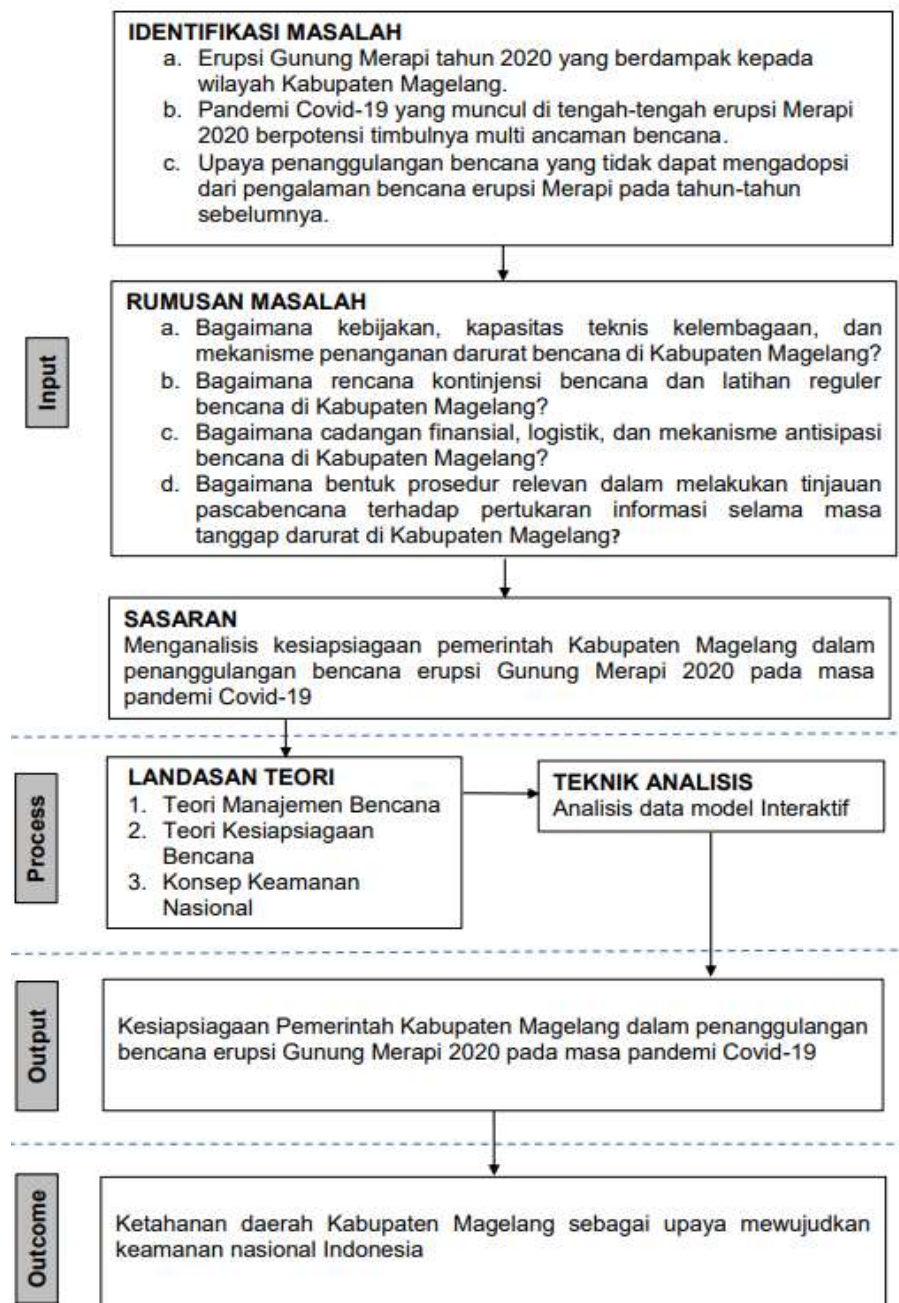 IDENTIFIKASI MASALAH
a. Erupsi Gunung Merapi tahun 2020 yang berdampak kepada
wilayah Kabupaten Magelang.
b. Pandemi Covid-19 yang muncul di tengah-tengah erupsi Merapi
2020 berpotensi timbulnya multi ancaman bencana.
c. Upaya penanggulangan bencana yang tidak dapat mengadopsi
dari pengalaman bencana erupsi Merapi pada tahun-tahun
sebelumnya.
Input
RUMUSAN MASALAH
a. Bagaimana kebijakan, kapasitas teknis kelembagaan, dan
mekanisme penanganan darurat bencana di Kabupaten Magelang?
b. Bagaimana rencana kontinjensi bencana dan latihan reguler
bencana di Kabupaten Magelang?
c. Bagaimana cadangan finansial, logistik, dan mekanisme antisipasi
bencana di Kabupaten Magelang?
d. Bagaimana bentuk prosedur relevan dalam melakukan tinjauan
pascabencana terhadap pertukaran informasi selama masa
tanggap darurat di Kabupaten Magelang?
SASARAN
Menganalisis kesiapsiagaan pemerintah Kabupaten Magelang dalam
penanggulangan bencana erupsi Gunung Merapi 2020 pada masa
pandemi Covid-19
Process
LANDASAN TEORI
1. Teori Manajemen Bencana
2. Teori Kesiapsiagaan
Bencana
3. Konsep Keamanan
Nasional
TEKNIK ANALISIS
Analisis data model Interaktif
Output
Kesiapsiagaan Pemerintah Kabupaten Magelang dalam penanggulangan
bencana erupsi Gunung Merapi 2020 pada masa pandemi Covid-19
Outcome
Ketahanan daerah Kabupaten Magelang sebagai upaya mewujudkan
keamanan nasional Indonesia